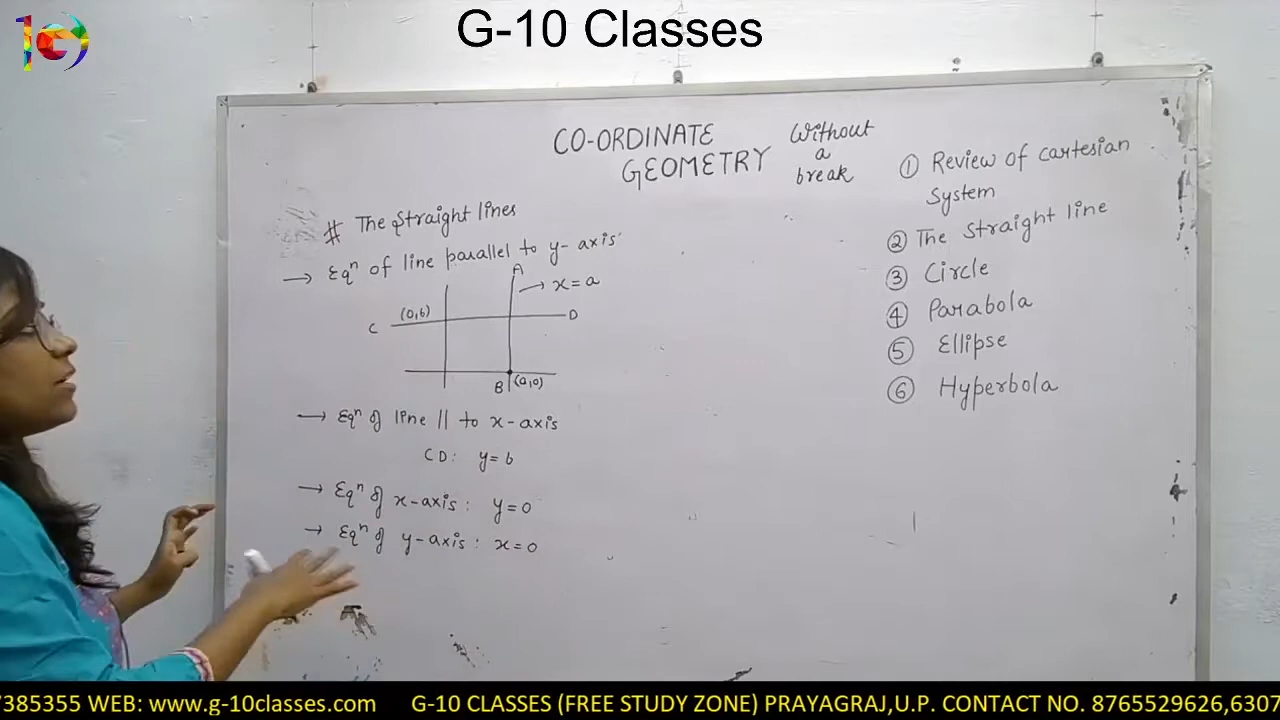 G-10 Classes
CO-ORDINATE
GEOMETRY
Without
a
break
# The Straight lines
→ Eqⁿ of line parallel to y-axis
A
→ x=a
(0,b)
C
D
B
(a,0)
→ Eqⁿ of line || to x-axis
CD: y=b
→ Eqⁿ of x-axis: y=0
→ Eqⁿ of y-axis: x=0
① Review of cartesian
System
② The Straight line
③ Circle
④ Parabola
⑤ Ellipse
⑥ Hyperbola
7385355 WEB: www.g-10classes.com G-10 CLASSES (FREE STUDY ZONE) PRAYAGRAJ,U.P. CONTACT NO. 8765529626,6307